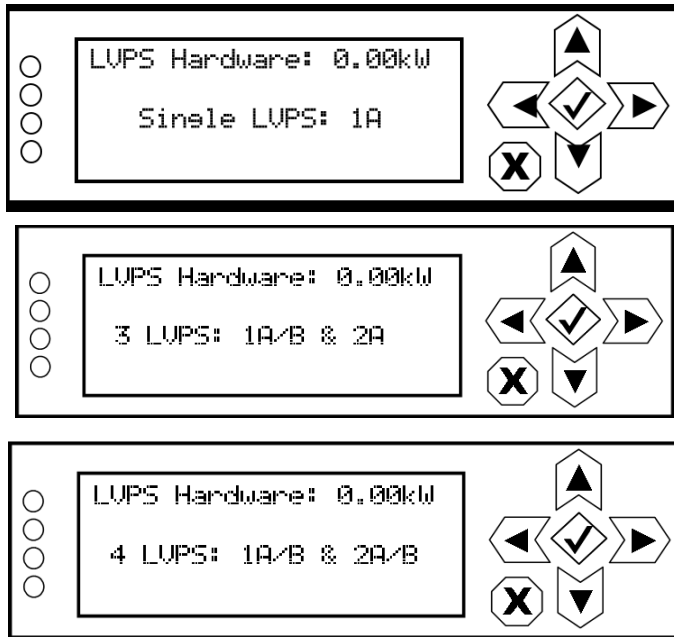 LVPS Hardware: 0.00kW
Single LVPS: 1A
X
LVPS Hardware: 0.00kW
3 LVPS: 1A/B & 2A
X
LVPS Hardware: 0.00kW
4 LVPS: 1A/B & 2A/B
X